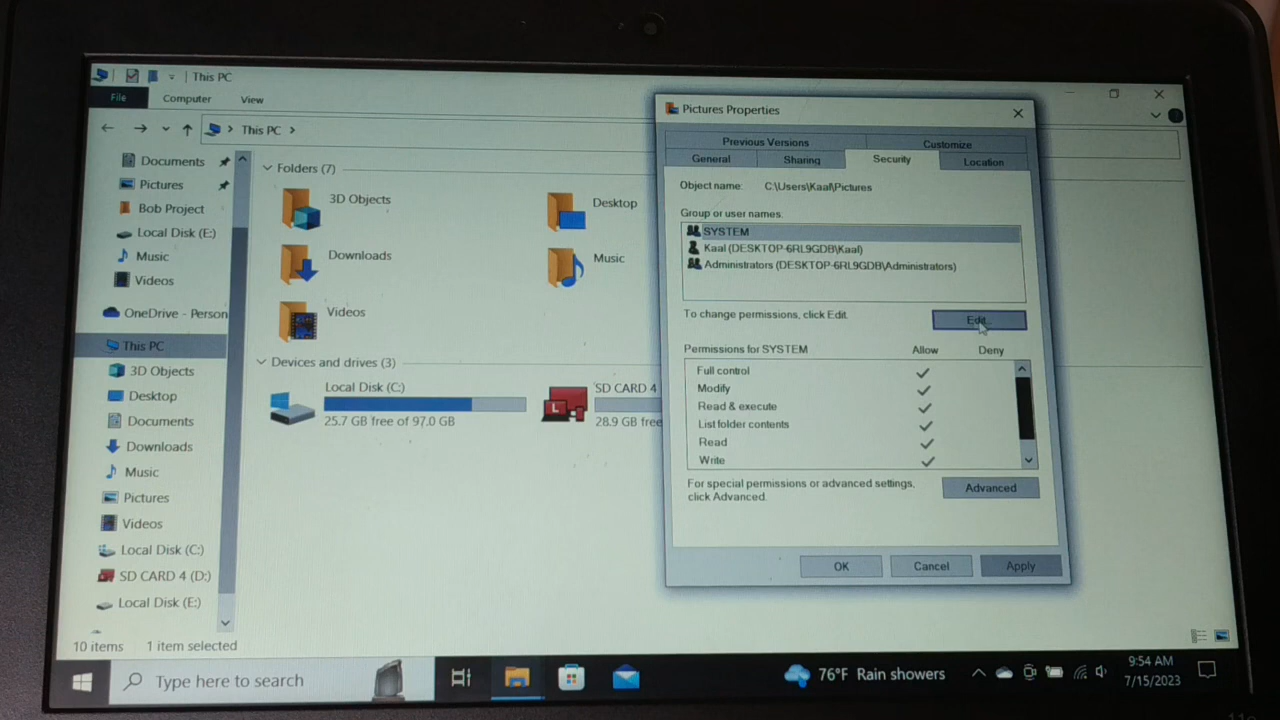 This PC
File Computer View
This PC
Documents
Pictures
Bob Project
Local Disk (E:)
Music
Videos
OneDrive - Person
This PC
3D Objects
Desktop
Documents
Downloads
Music
Pictures
Videos
Local Disk (C:)
SD CARD 4 (D:)
Local Disk (E:)
Folders (7)
3D Objects
Desktop
Downloads
Music
Videos
Devices and drives (3)
Local Disk (C:)
25.7 GB free of 97.0 GB
SD CARD 4
L
28.9 GB free
Pictures Properties
Previous Versions Customize
General Sharing Security Location
Object name: C:\Users\Kaal\Pictures
Group or user names:
SYSTEM
Kaal (DESKTOP-6RL9GDB\Kaal)
Administrators (DESKTOP-6RL9GDB\Administrators)
To change permissions, click Edit. Edit...
Permissions for SYSTEM Allow Deny
Full control
Modify
Read & execute
List folder contents
Read
Write
For special permissions or advanced settings, click Advanced. Advanced
OK Cancel Apply
10 items 1 item selected
Type here to search
76°F Rain showers
9:54 AM
7/15/2023